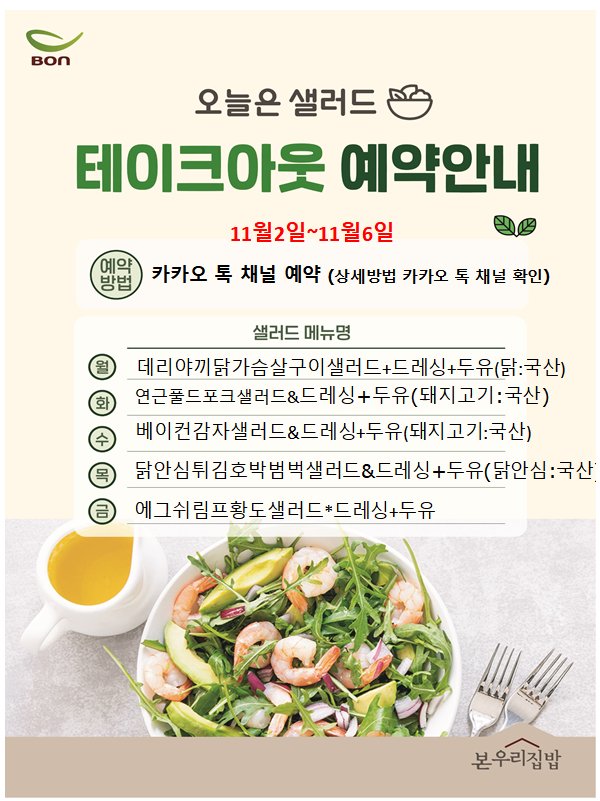 BON
오늘은 샐러드
테이크아웃 예약안내
11월2일~11월6일
예약방법 카카오 톡 채널 예약 (상세방법 카카오 톡 채널 확인)
샐러드 메뉴명
월 데리야끼닭가슴살구이샐러드+드레싱+두유(닭:국산)
화 연근풀드포크샐러드&드레싱+두유(돼지고기:국산)
수 베이컨감자샐러드&드레싱+두유(돼지고기:국산)
목 닭안심튀김호박범벅샐러드&드레싱+두유(닭안심:국산)
금 에그쉬림프황도샐러드*드레싱+두유
본우리집밥